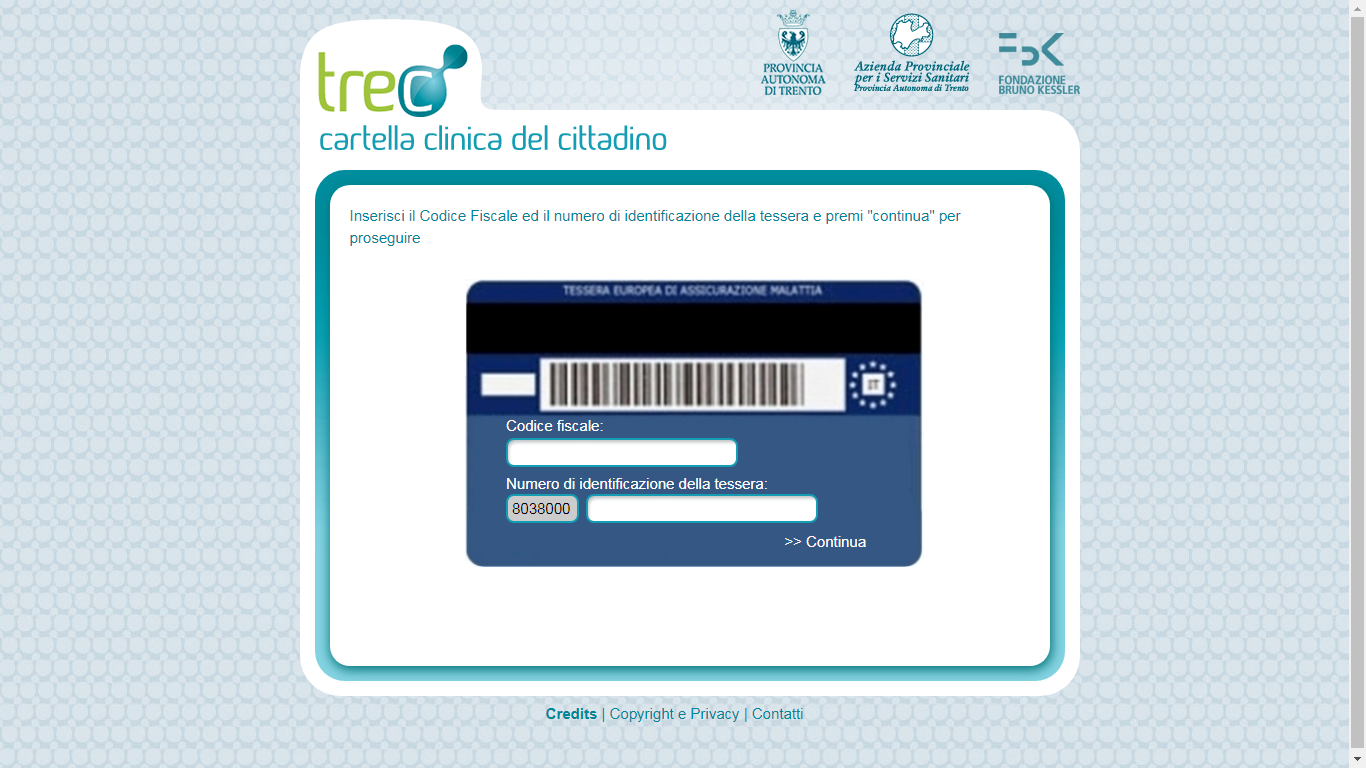 trec
cartella clinica del cittadino
PROVINCIA
AUTONOMA
DI TRENTO
Azienda Provinciale
per i Servizi Sanitari
Provincia Autonoma di Trento
FBK
FONDAZIONE
BRUNO KESSLER
Inserisci il Codice Fiscale ed il numero di identificazione della tessera e premi "continua" per
proseguire
TESSERA EUROPEA DI ASSICURAZIONE MALATTIA
IT
Codice fiscale:
Numero di identificazione della tessera:
8038000
>> Continua
Credits | Copyright e Privacy | Contatti